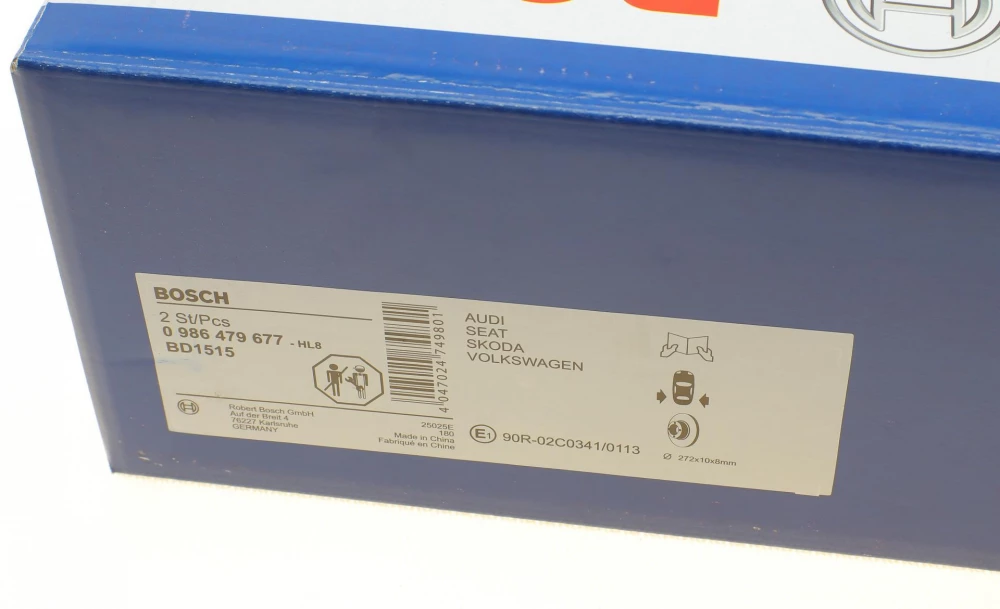 BOSCH
2 St/Pcs
0 986 479 677 - HL8
BD1515
4 047024 749801
AUDI
SEAT
SKODA
VOLKSWAGEN
Robert Bosch GmbH
Auf der Breit 4
76227 Karlsruhe
GERMANY
25025E
180
Made in China
Fabriqué en Chine
E1 90R-02C0341/0113
Ø 272x10x8mm